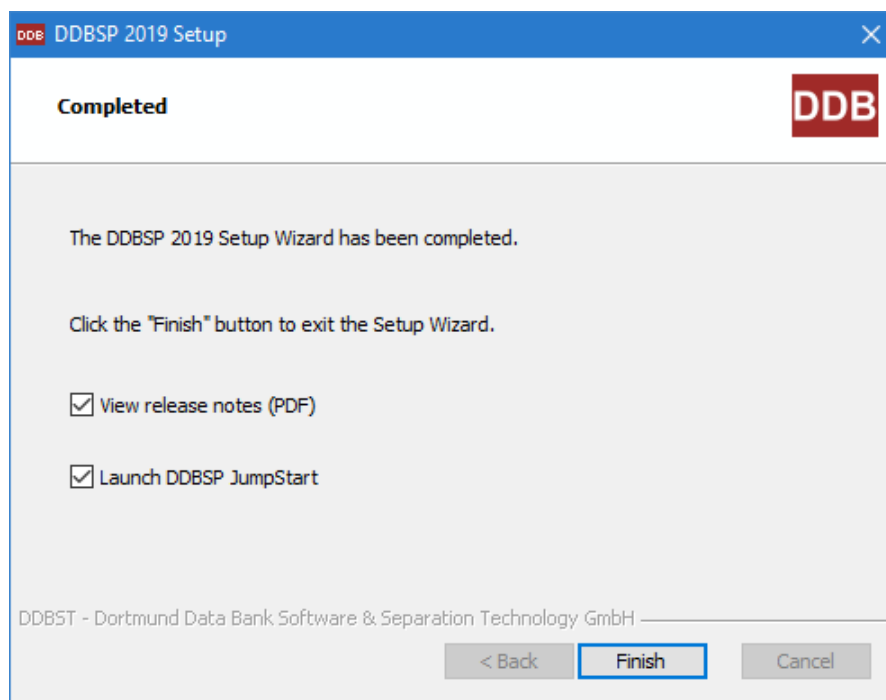 DDB DDBSP 2019 Setup
Completed
DDB
The DDBSP 2019 Setup Wizard has been completed.
Click the "Finish" button to exit the Setup Wizard.
View release notes (PDF)
Launch DDBSP JumpStart
DDBST - Dortmund Data Bank Software & Separation Technology GmbH
< Back Finish Cancel